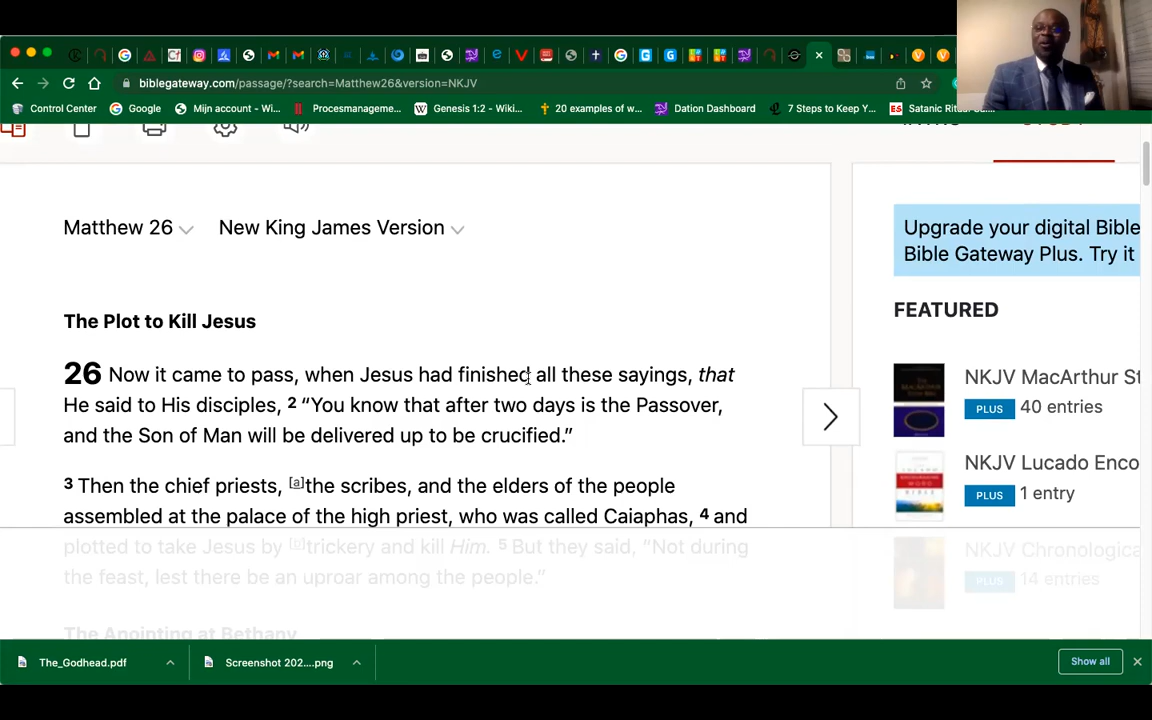 biblegateway.com/passage/?search=Matthew26&version=NKJV
Control Center Google Mijn account - Wi... Procesmanageme... Genesis 1:2 - Wiki... 20 examples of w... Dation Dashboard 7 Steps to Keep Y... Satanic
Matthew 26 New King James Version
Upgrade your digital Bible
Bible Gateway Plus. Try it
FEATURED
The Plot to Kill Jesus
26 Now it came to pass, when Jesus had finished all these sayings, that
He said to His disciples, 2 “You know that after two days is the Passover,
and the Son of Man will be delivered up to be crucified.”
3 Then the chief priests, [a]the scribes, and the elders of the people
assembled at the palace of the high priest, who was called Caiaphas, 4 and
plotted to take Jesus by [b]trickery and kill Him. 5 But they said, “Not during
the feast, lest there be an uproar among the people.”
The Anointing at Bethany
NKJV MacArthur St
PLUS 40 entries
NKJV Lucado Enco
PLUS 1 entry
NKJV Chronologica
PLUS 14 entries
The_Godhead.pdf Screenshot 202....png Show all